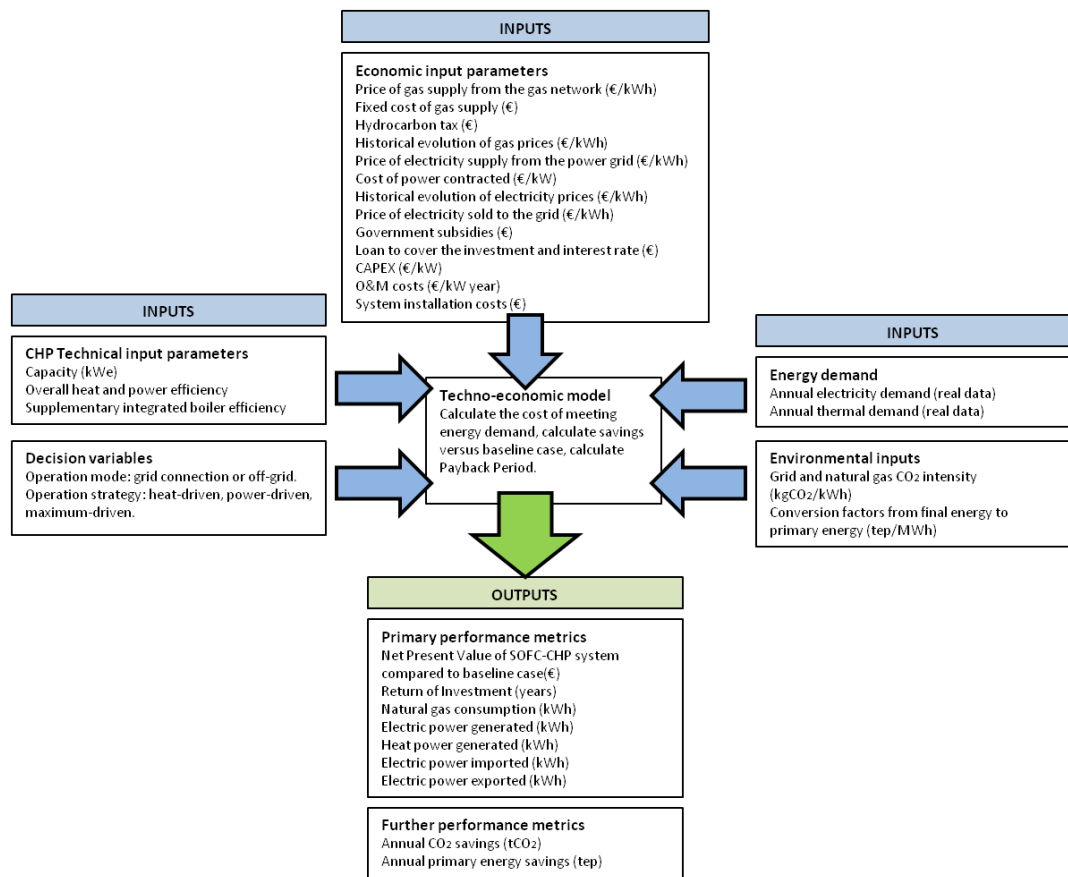 INPUTS
Economic input parameters
Price of gas supply from the gas network (€/kWh)
Fixed cost of gas supply (€)
Hydrocarbon tax (€)
Historical evolution of gas prices (€/kWh)
Price of electricity supply from the power grid (€/kWh)
Cost of power contracted (€/kW)
Historical evolution of electricity prices (€/kWh)
Price of electricity sold to the grid (€/kWh)
Government subsidies (€)
Loan to cover the investment and interest rate (€)
CAPEX (€/kW)
O&M costs (€/kW year)
System installation costs (€)
INPUTS
CHP Technical input parameters
Capacity (kWe)
Overall heat and power efficiency
Supplementary integrated boiler efficiency
Decision variables
Operation mode: grid connection or off-grid.
Operation strategy: heat-driven, power-driven,
maximum-driven.
Techno-economic model
Calculate the cost of meeting
energy demand, calculate savings
versus baseline case, calculate
Payback Period.
INPUTS
Energy demand
Annual electricity demand (real data)
Annual thermal demand (real data)
Environmental inputs
Grid and natural gas CO₂ intensity
(kgCO₂/kWh)
Conversion factors from final energy to
primary energy (tep/MWh)
OUTPUTS
Primary performance metrics
Net Present Value of SOFC-CHP system
compared to baseline case(€)
Return of Investment (years)
Natural gas consumption (kWh)
Electric power generated (kWh)
Heat power generated (kWh)
Electric power imported (kWh)
Electric power exported (kWh)
Further performance metrics
Annual CO₂ savings (tCO₂)
Annual primary energy savings (tep)